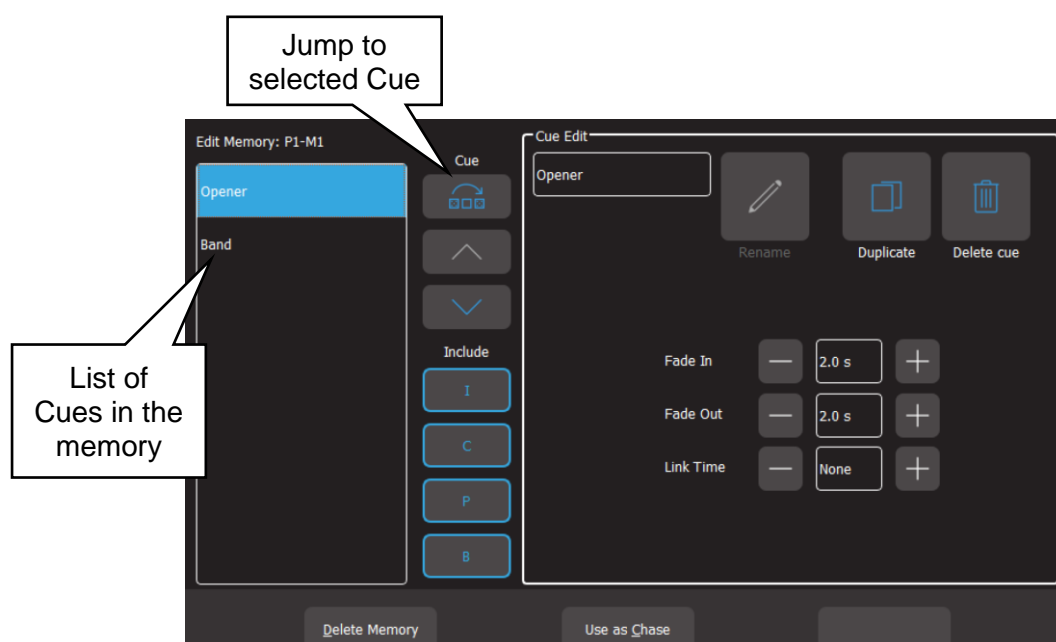 Jump to
selected Cue
Edit Memory: P1-M1
Opener
Band
List of
Cues in the
memory
Cue
Include
I
C
P
B
Cue Edit
Opener
Rename
Duplicate
Delete cue
Fade In
2.0 s
Fade Out
2.0 s
Link Time
None
Delete Memory
Use as Chase